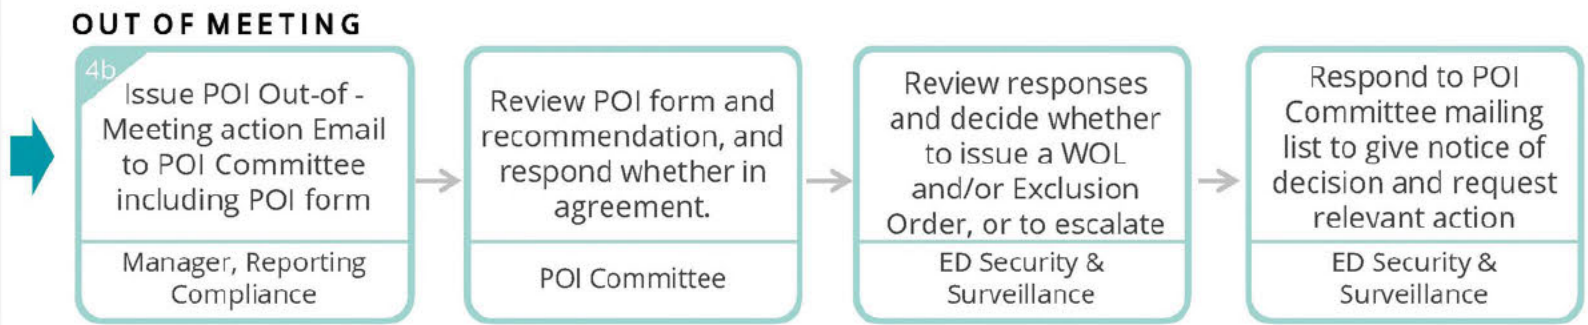 OUT OF MEETING
4b
Issue POI Out-of -
Meeting action Email
to POI Committee
including POI form
Manager, Reporting
Compliance
Review POI form and
recommendation, and
respond whether in
agreement.
POI Committee
Review responses
and decide whether
to issue a WOL
and/or Exclusion
Order, or to escalate
ED Security &
Surveillance
Respond to POI
Committee mailing
list to give notice of
decision and request
relevant action
ED Security &
Surveillance